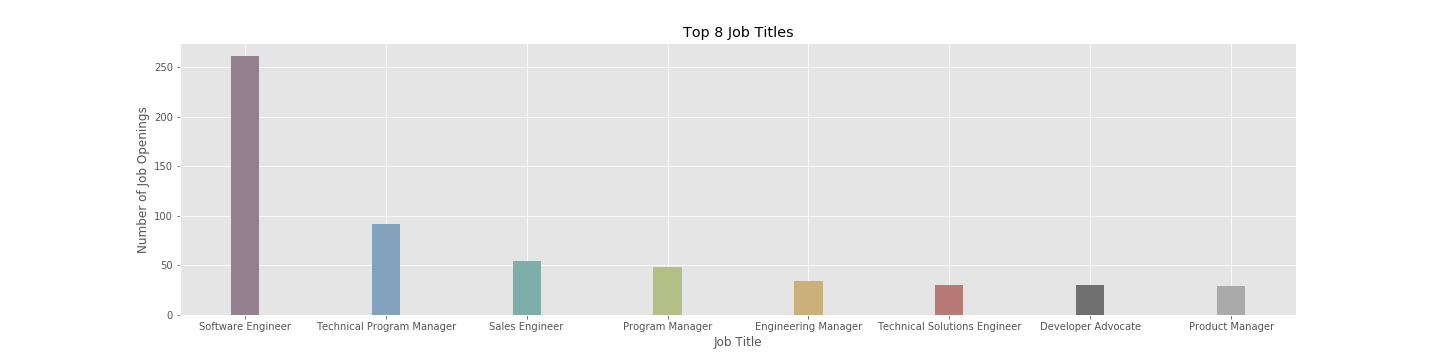 Top 8 Job Titles
Number of Job Openings
250
200
150
100
50
0
Software Engineer Technical Program Manager Sales Engineer Program Manager Engineering Manager Technical Solutions Engineer Developer Advocate Product Manager
Job Title